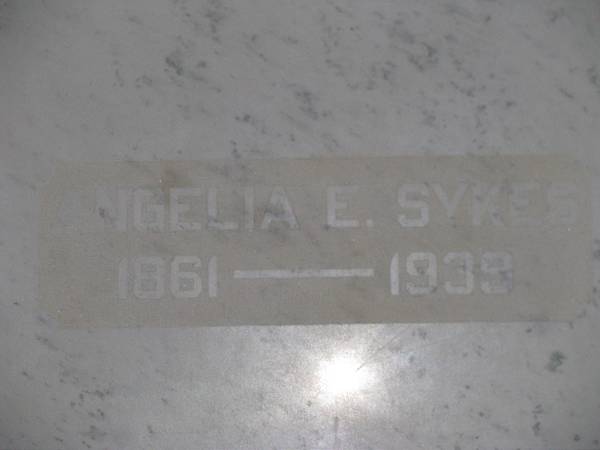 ANGELIA E. SYKES
1861 — 1939